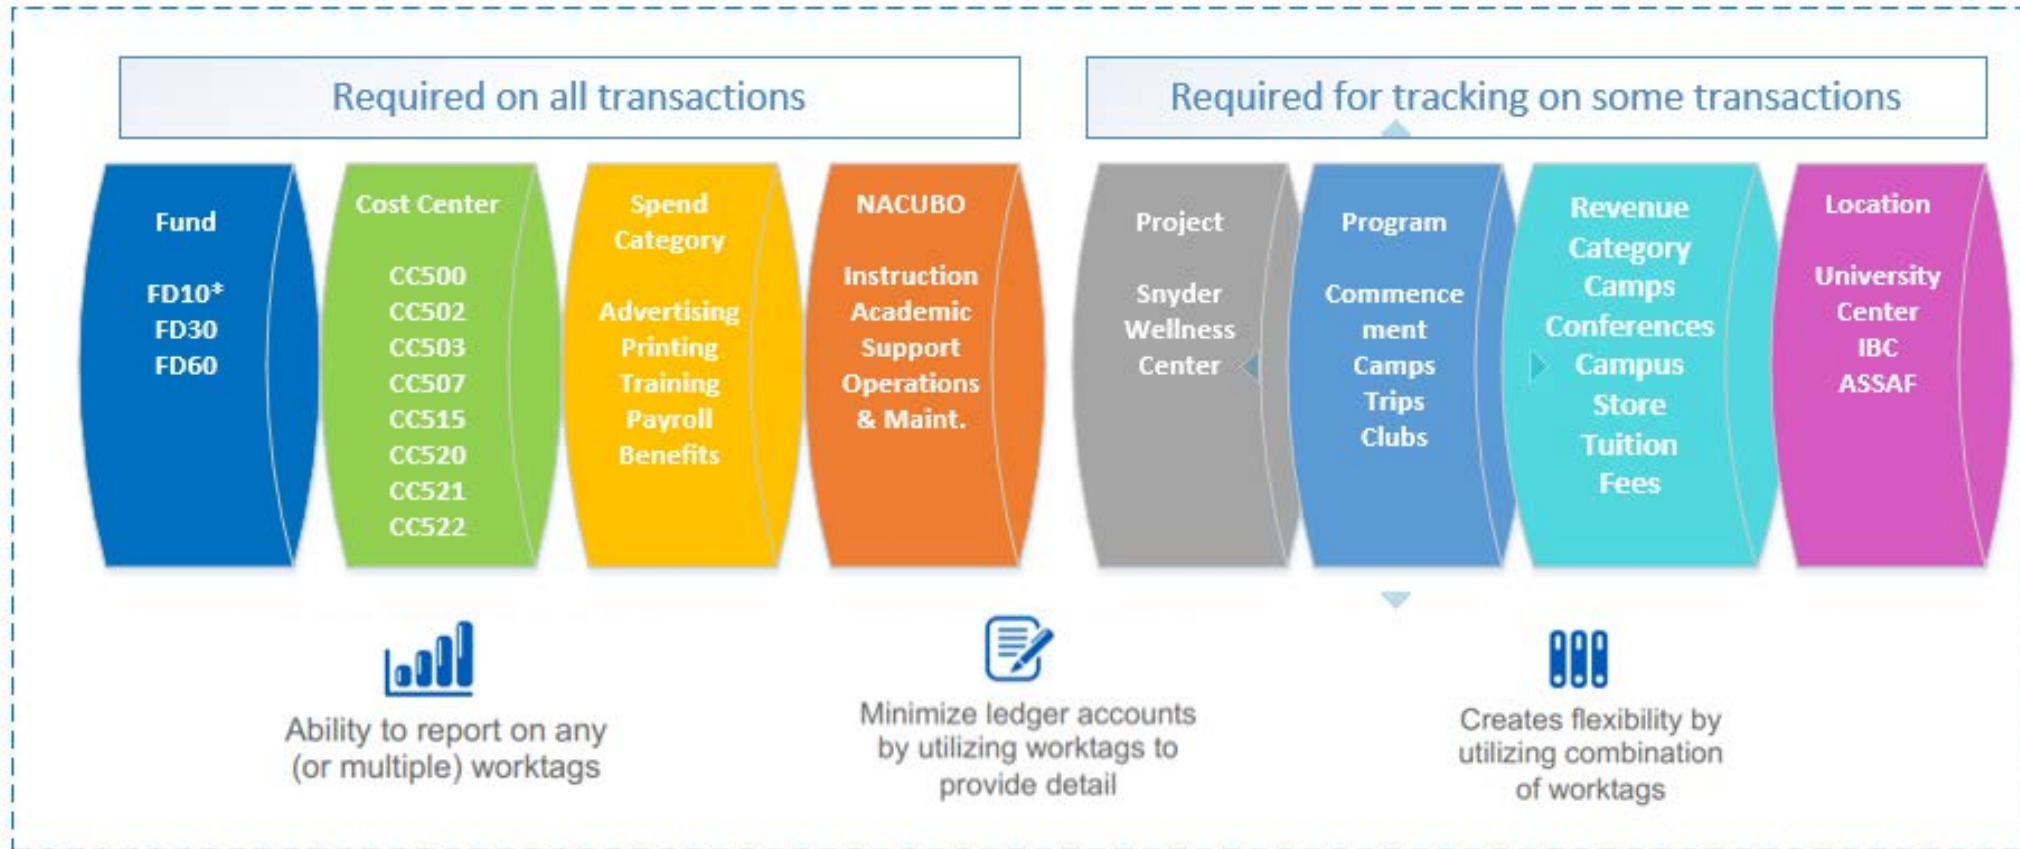 Required on all transactions
Required for tracking on some transactions
Fund
FD10*
FD30
FD60
Cost Center
CC500
CC502
CC503
CC507
CC515
CC520
CC521
CC522
Spend
Category
Advertising
Printing
Training
Payroll
Benefits
NACUBO
Instruction
Academic
Support
Operations
& Maint.
Project
Snyder
Wellness
Center
Program
Commence
ment
Camps
Trips
Clubs
Revenue
Category
Camps
Conferences
Campus
Store
Tuition
Fees
Location
University
Center
IBC
ASSAF
Ability to report on any
(or multiple) worktags
Minimize ledger accounts
by utilizing worktags to
provide detail
Creates flexibility by
utilizing combination
of worktags